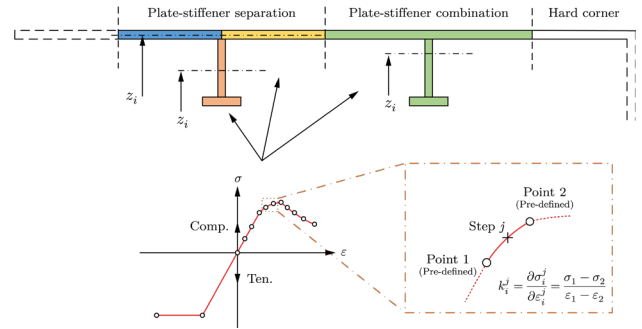 Plate-stiffener separation
Plate-stiffener combination
Hard corner
z_i
z_i
z_i
σ
Comp.
ε
Ten.
Point 2
(Pre-defined)
Step j
Point 1
(Pre-defined)
k_i^j = ∂σ_i^j / ∂ε_i^j = σ_1 − σ_2 / ε_1 − ε_2